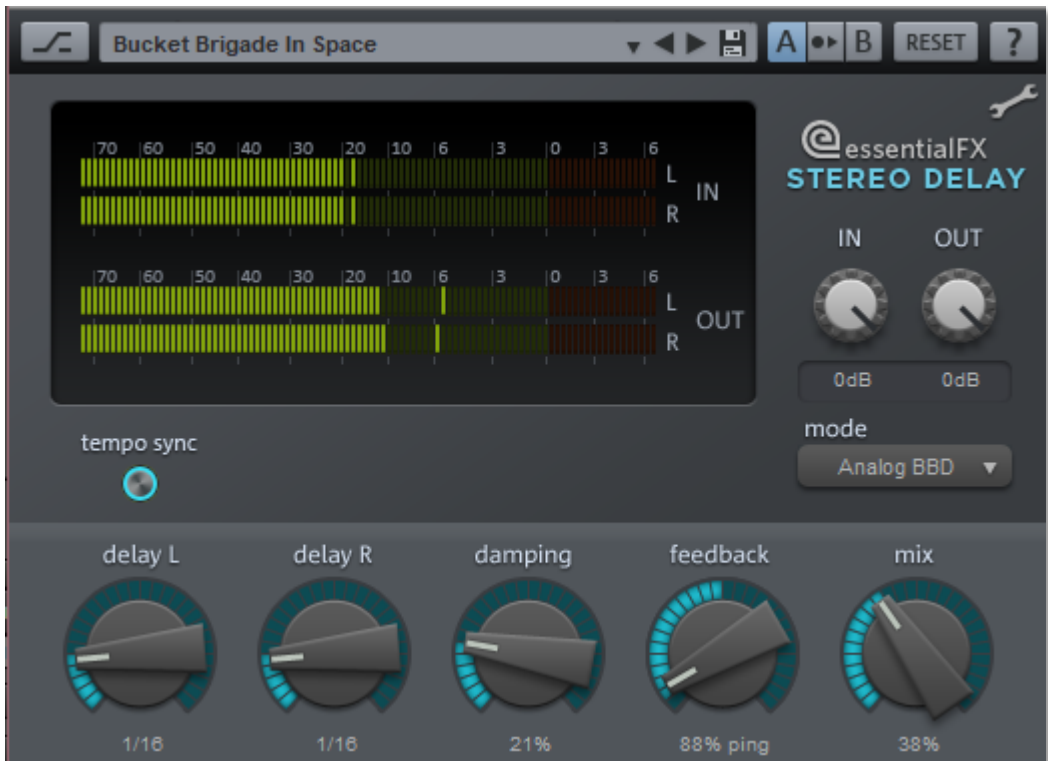 Bucket Brigade In Space
A B RESET ?
essentialFX
STEREO DELAY
70 60 50 40 30 20 10 6 3 0 3 6
L
IN
R
70 60 50 40 30 20 10 6 3 0 3 6
L
OUT
R
IN OUT
0dB 0dB
mode
Analog BBD
tempo sync
delay L delay R damping feedback mix
1/16 1/16 21% 88% ping 38%